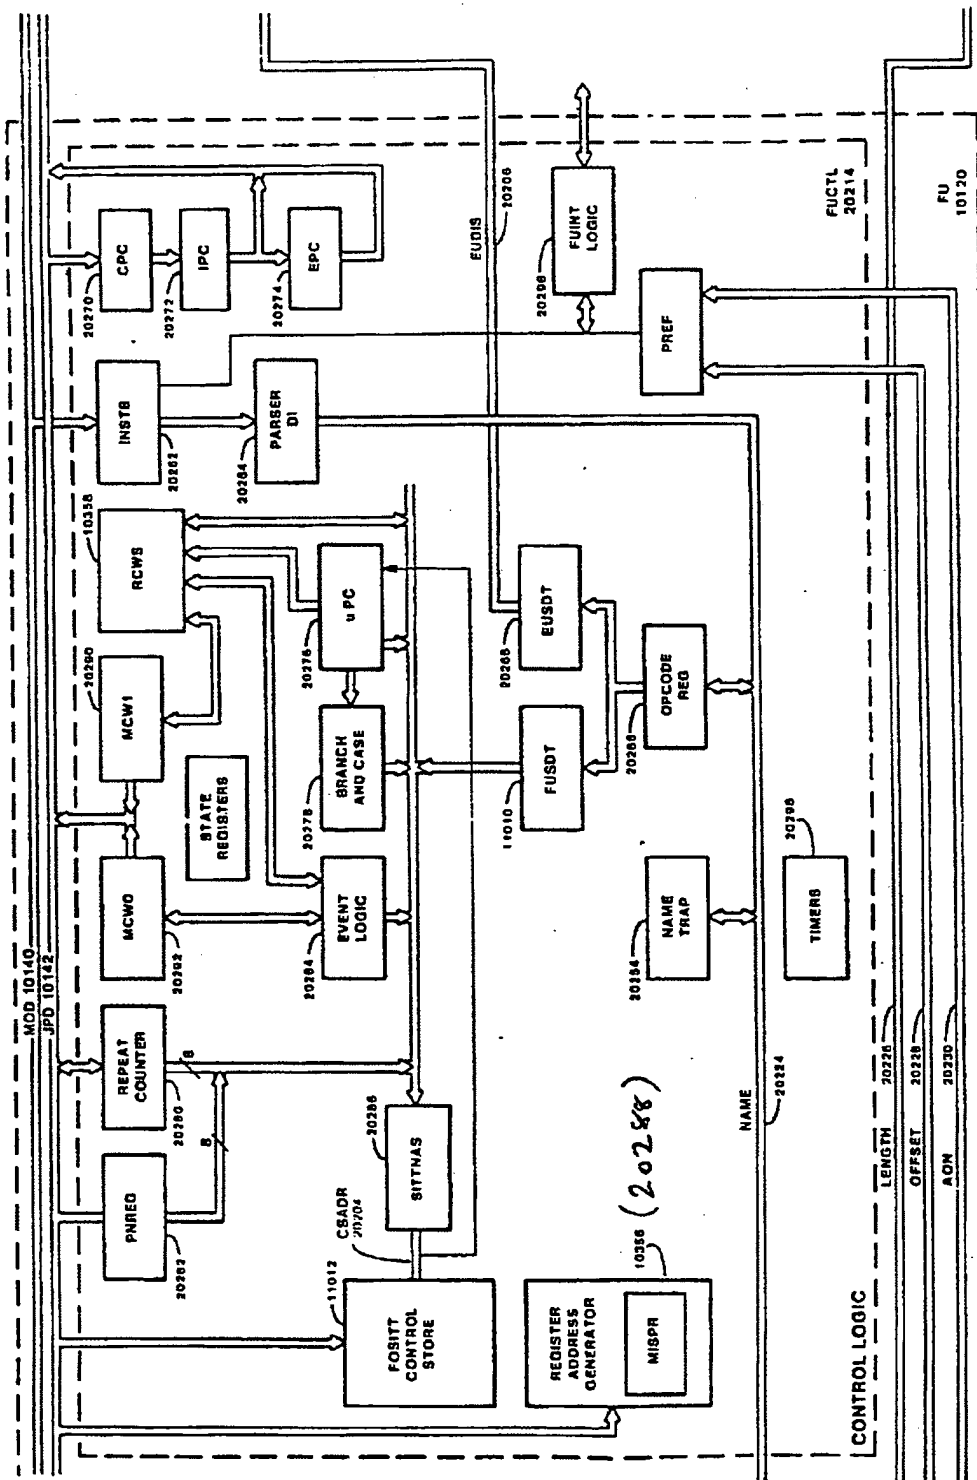 MOD 10140
JPD 10142
PNREG
20282
REPEAT
COUNTER
20280
8
8
MCW0
20292
MCW1
20290
STATE
REGISTERS
RCWS
10358
INSTB
20262
CPC
20270
IPC
20272
EPC
20274
PARSER
DI
20264
FOSITT
CONTROL
STORE
11012
CSADR
20204
SITTNAS
20286
EVENT
LOGIC
20284
BRANCH
AND CASE
20278
uPC
20276
REGISTER
ADDRESS
GENERATOR
MISPR
10356
(20288)
FUSDT
11010
EUSDT
20266
EUDIS
20206
FUINT
LOGIC
20298
NAME
TRAP
20254
OPCODE
REG
20268
PREF
NAME
20224
TIMERS
20296
FUCTL
20214
CONTROL LOGIC
LENGTH
20226
OFFSET
20228
AON
20230
FU
10120